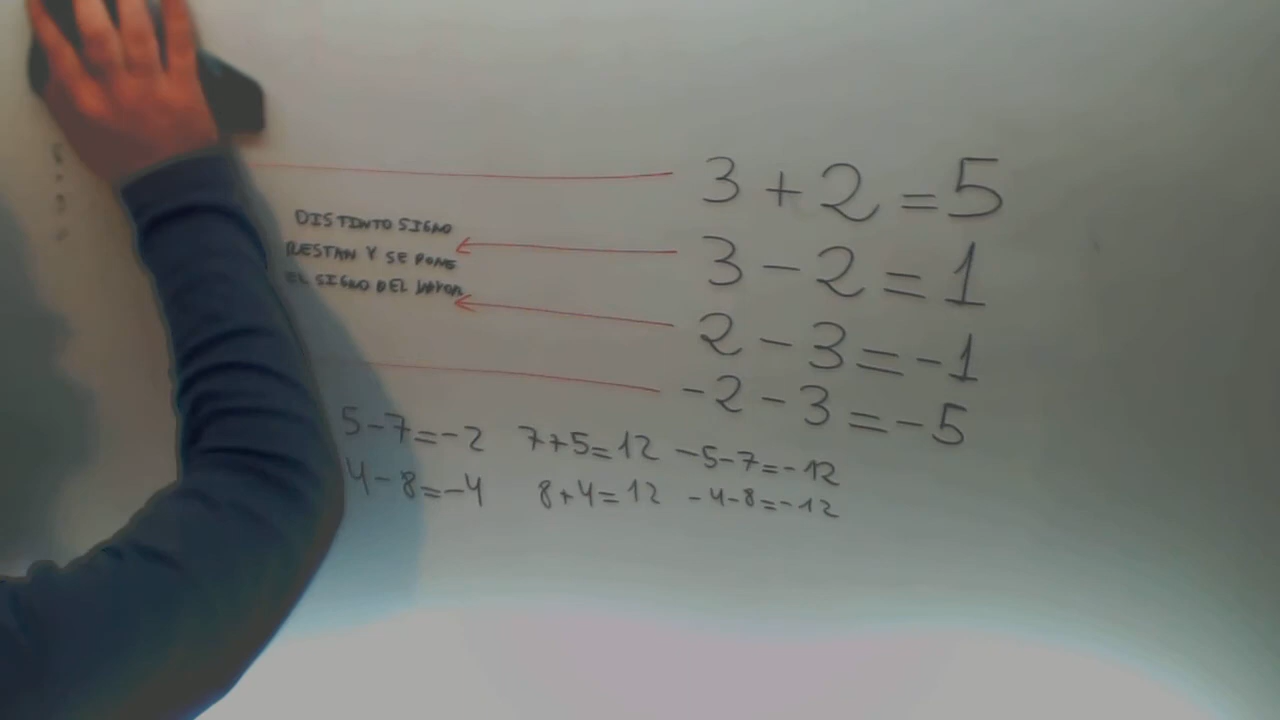 3 + 2 = 5
DISTINTO SIGNO
RESTAN Y SE PONE
EL SIGNO DEL MAYOR
3 - 2 = 1
2 - 3 = -1
-2 - 3 = -5
5-7=-2 7+5=12 -5-7=-12
4-8=-4 8+4=12 -4-8=-12